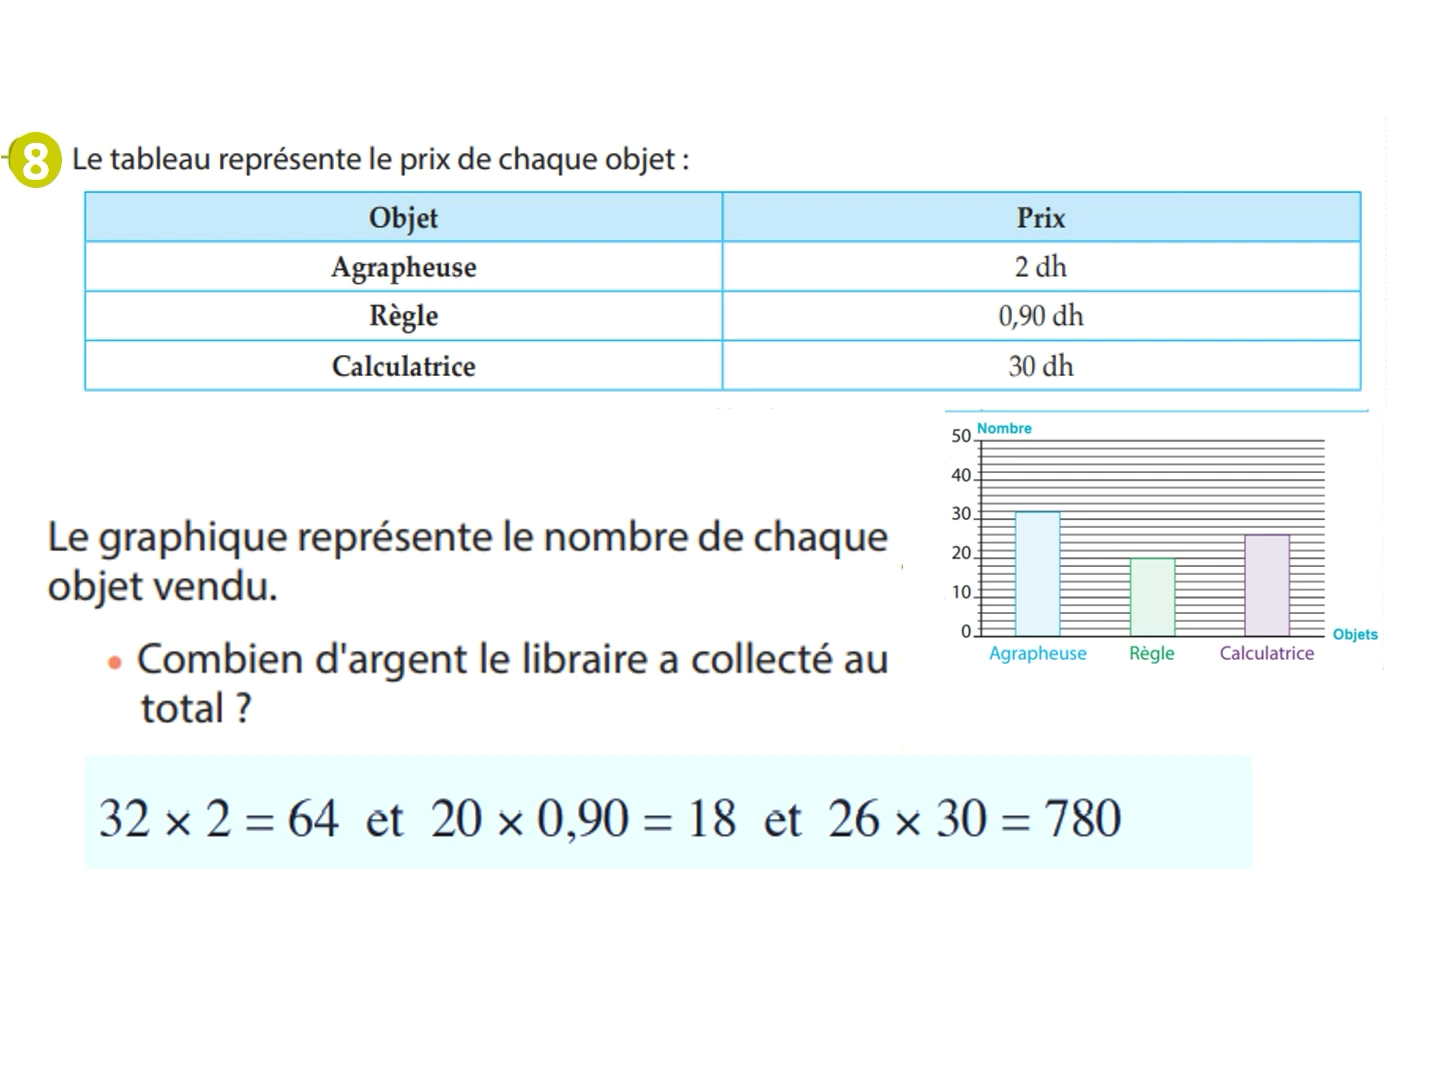 8 Le tableau représente le prix de chaque objet :
Objet Prix
Agrapheuse 2 dh
Règle 0,90 dh
Calculatrice 30 dh
Nombre
50
40
30
20
10
0
Objets
Agrapheuse Règle Calculatrice
Le graphique représente le nombre de chaque
objet vendu.
• Combien d'argent le libraire a collecté au
total ?
32 × 2 = 64 et 20 × 0,90 = 18 et 26 × 30 = 780